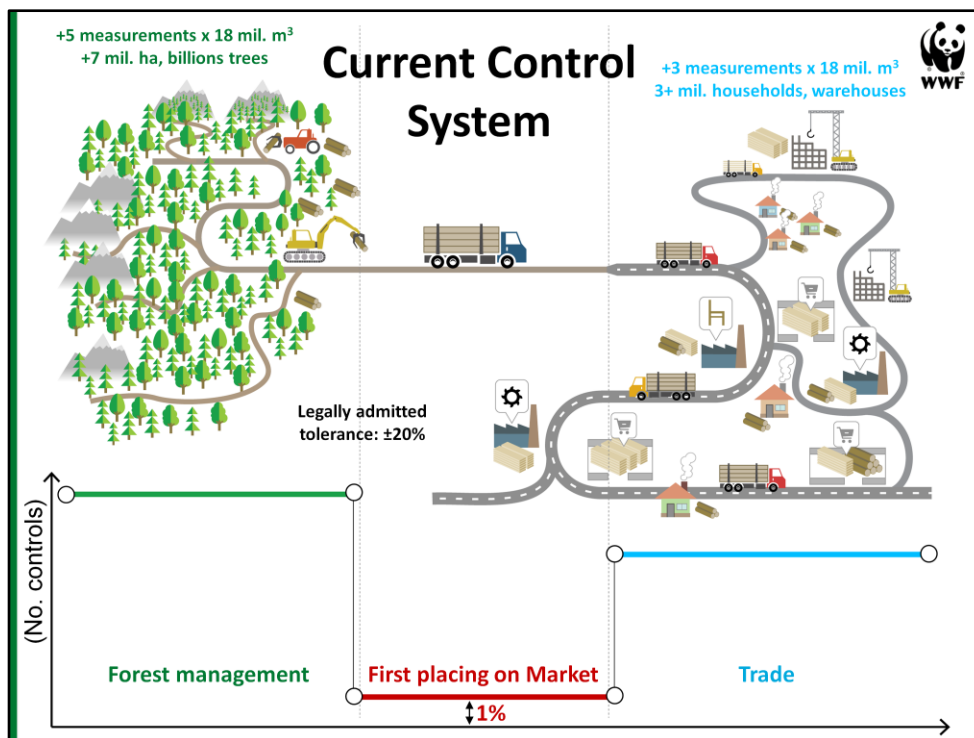 +5 measurements x 18 mil. m³
+7 mil. ha, billions trees
Current Control
System
+3 measurements x 18 mil. m³
3+ mil. households, warehouses
WWF
Legally admitted
tolerance: ±20%
(No. controls)
Forest management
First placing on Market
Trade
1%